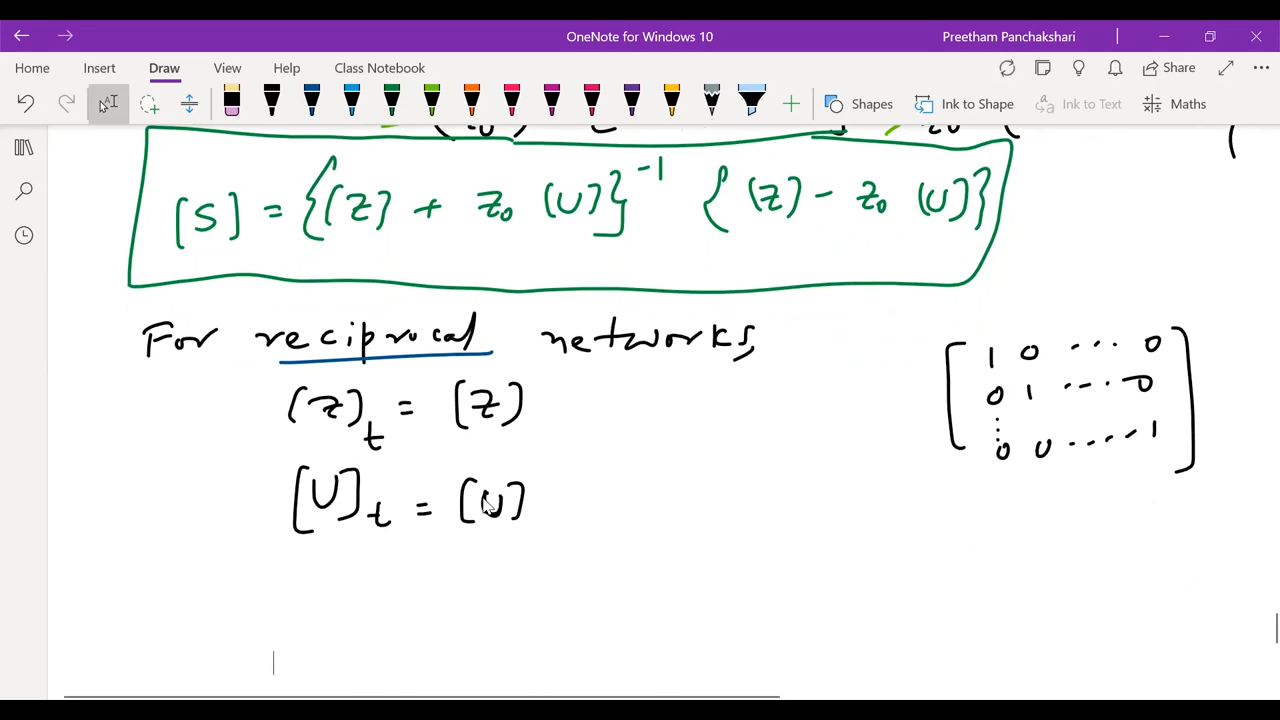 OneNote for Windows 10
Preetham Panchakshari
Home Insert Draw View Help Class Notebook
Share
Shapes Ink to Shape Ink to Text Maths
[S] = {[Z] + Z₀ [U]}⁻¹ {[Z] - Z₀ [U]}
For reciprocal networks,
[Z]ₜ = [Z]
[U]ₜ = [U]
1 0 ... 0
0 1 ... 0
⋮
0 0 ..... 1